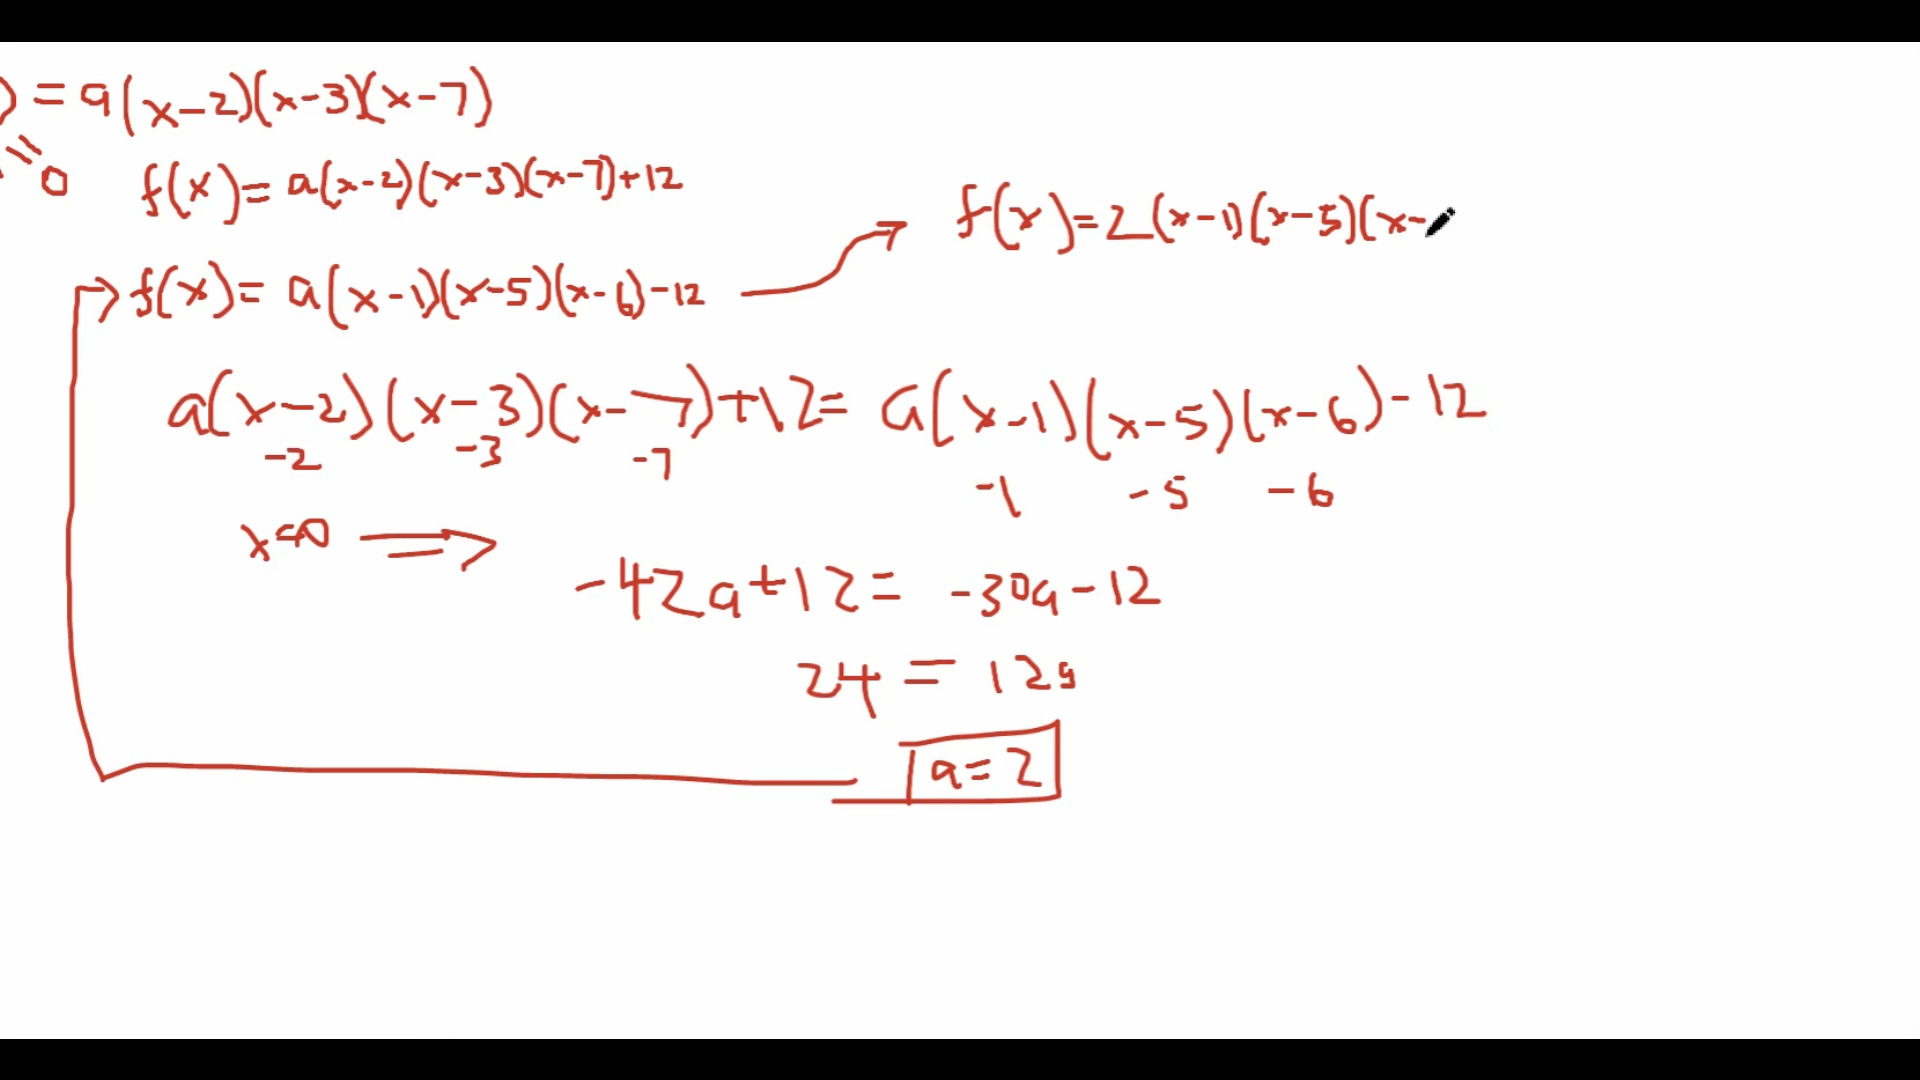 ) = a(x-2)(x-3)(x-7)
=0
f(x)= a(x-2)(x-3)(x-7)+12
f(x)=2(x-1)(x-5)(x-
f(x)= a(x-1)(x-5)(x-6)-12
a(x-2)(x-3)(x-7)+12= a(x-1)(x-5)(x-6)-12
-2 -3 -7 -1 -5 -6
x=0 ⟹
-42a+12= -30a-12
24 = 12a
a=2